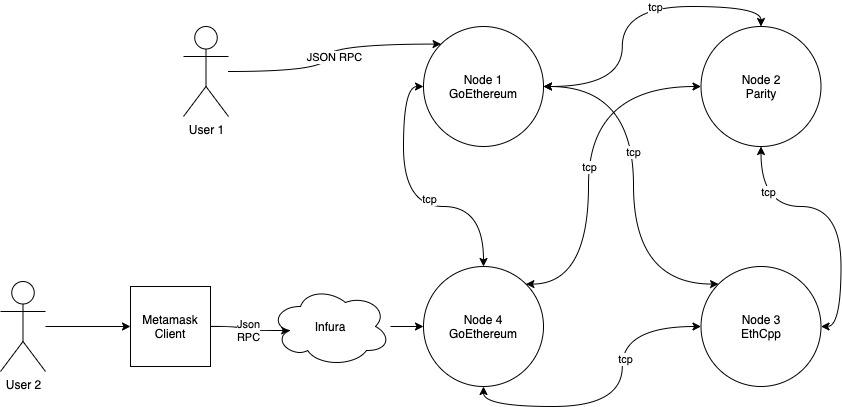 tcp
JSON RPC
Node 1
GoEthereum
Node 2
Parity
User 1
tcp
tcp
tcp
tcp
Metamask
Client
Json
RPC
Infura
Node 4
GoEthereum
Node 3
EthCpp
tcp
User 2